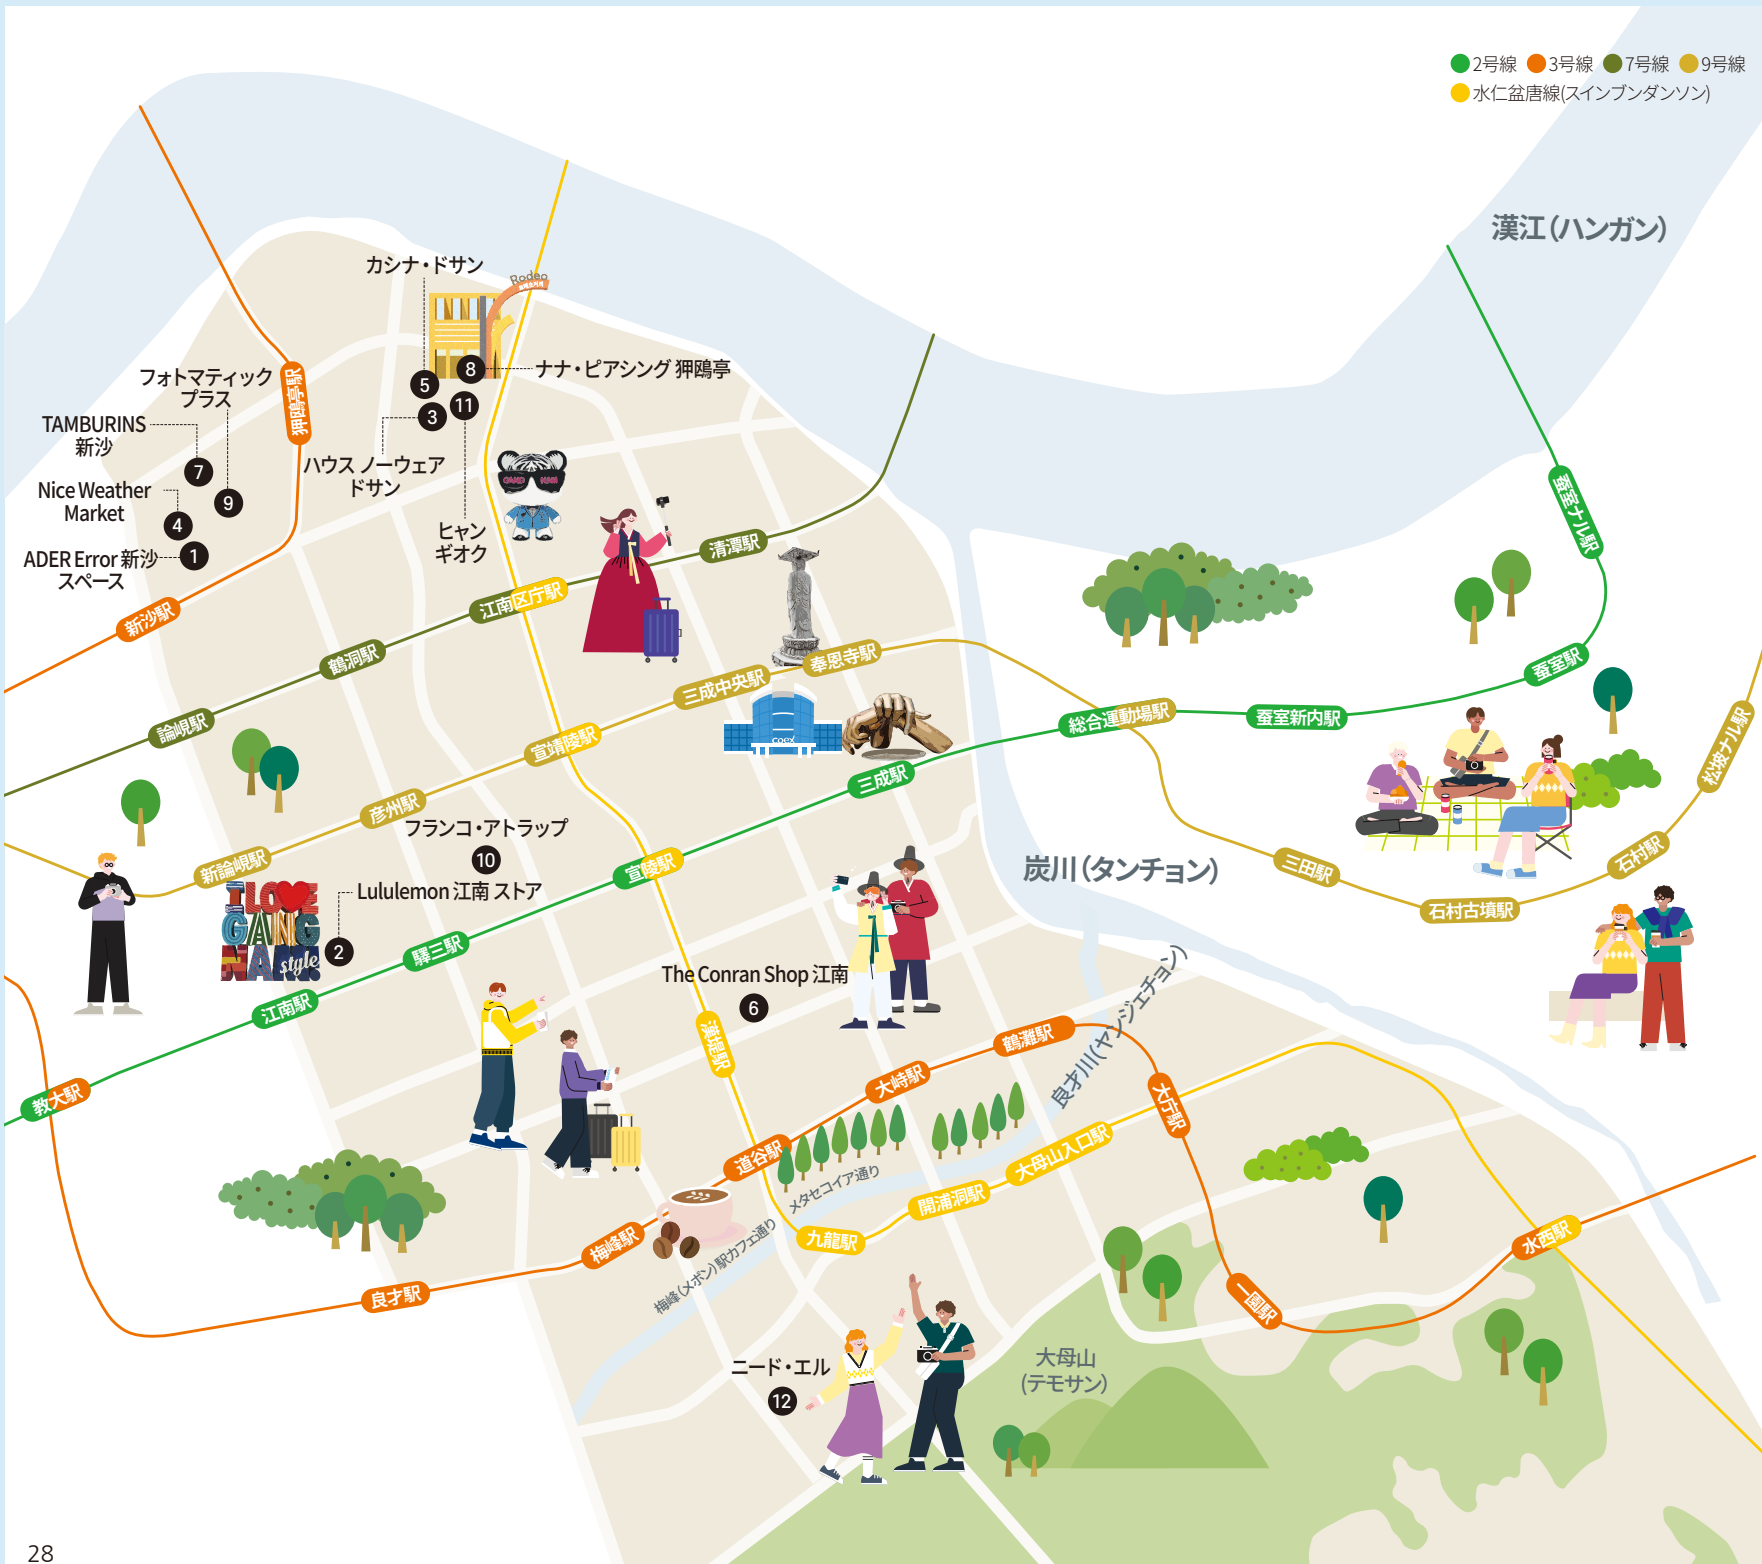 2号線 3号線 7号線 9号線
水仁盆唐線(スインブンダンソン)
漢江(ハンガン)
カシナ・ドサン
Rodeo
フォトマティック
プラス
狎鴎亭駅
5
8
ナナ・ピアシング 狎鴎亭
3
11
TAMBURINS
新沙
7
ハウス ノーウェア
ドサン
Nice Weather
Market
9
4
GANG NAM
ヒャン
ギオク
ADER Error 新沙
スペース
1
清潭駅
蚕室ナル駅
江南区庁駅
新沙駅
鶴洞駅
奉恩寺駅
蚕室駅
三成中央駅
論峴駅
総合運動場駅
蚕室新内駅
宣靖陵駅
coex
松坡ナル駅
三成駅
彦州駅
フランコ・アトラップ
10
新論峴駅
宣陵駅
炭川(タンチョン)
三田駅
石村駅
Lululemon 江南 ストア
石村古墳駅
I LOVE
GANG
NAM
style
2
駅三駅
The Conran Shop 江南
6
江南駅
漢堤駅
鶴灘駅
良才川(ヤンジェチョン)
教大駅
大峙駅
大庁駅
道谷駅
大母山入口駅
メタセコイア通り
開浦洞駅
九龍駅
梅峰駅
梅峰(メボン)駅カフェ通り
水西駅
良才駅
一園駅
ニード・エル
12
大母山
(テモサン)
28